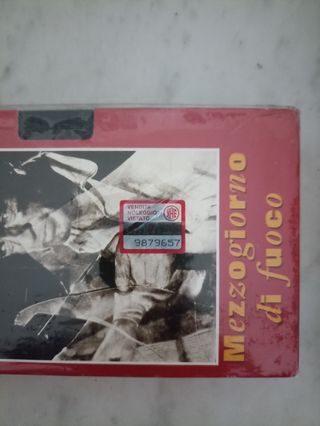 Mezzogiorno
di fuoco
VENDITA
NOLEGGIO
VIETATO
9879657